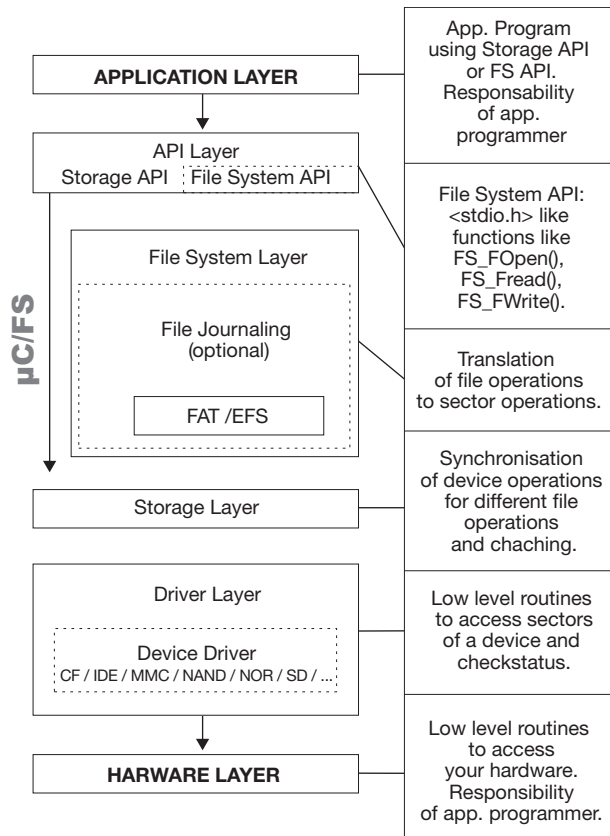 APPLICATION LAYER
App. Program
using Storage API
or FS API.
Responsability
of app.
programmer
API Layer
Storage API
File System API
File System API:
<stdio.h> like
functions like
FS_FOpen(),
FS_Fread(),
FS_FWrite().
µC/FS
File System Layer
File Journaling
(optional)
FAT /EFS
Translation
of file operations
to sector operations.
Storage Layer
Synchronisation
of device operations
for different file
operations
and chaching.
Driver Layer
Device Driver
CF / IDE / MMC / NAND / NOR / SD / ...
Low level routines
to access sectors
of a device and
checkstatus.
HARWARE LAYER
Low level routines
to access
your hardware.
Responsibility
of app. programmer.